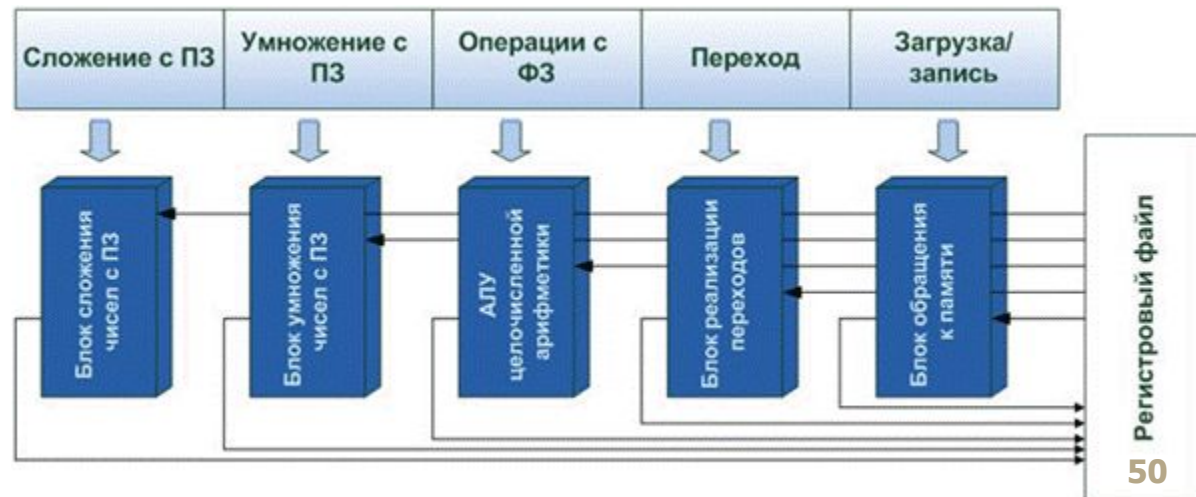 Сложение с ПЗ
Умножение с
ПЗ
Операции с
ФЗ
Переход
Загрузка/
запись
Блок сложения
чисел с ПЗ
Блок умножения
чисел с ПЗ
АЛУ
целочисленной
арифметики
Блок реализации
переходов
Блок обращения
к памяти
Регистровый файл
50